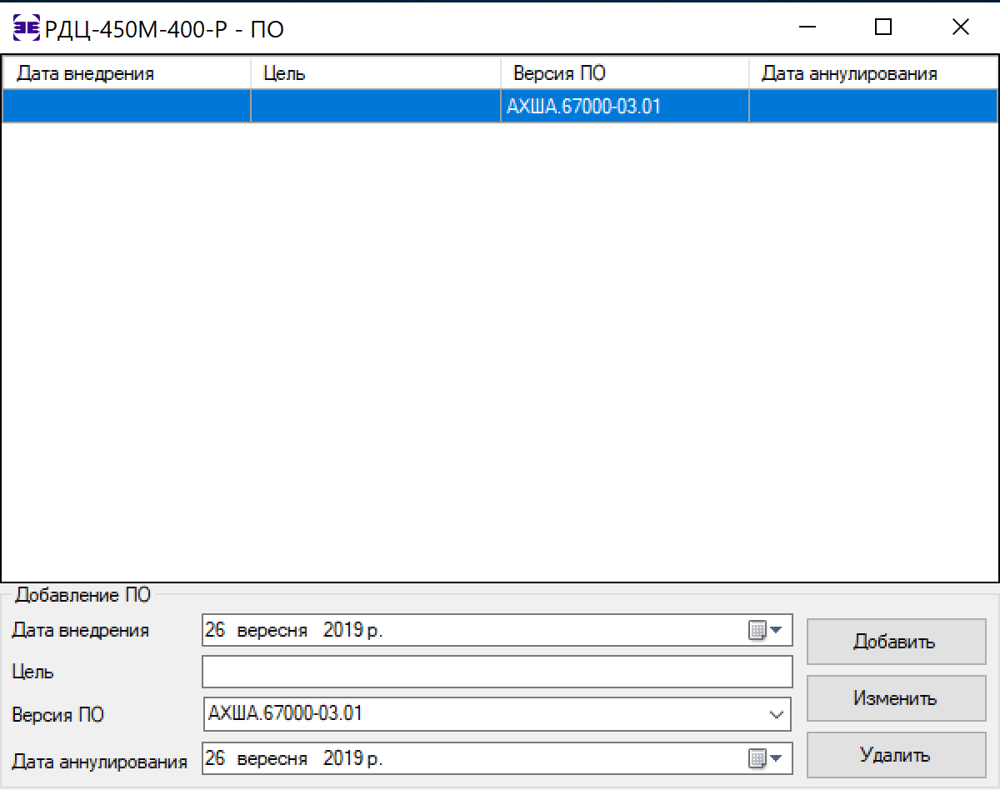 РДЦ-450М-400-Р - ПО
Дата внедрения Цель Версия ПО Дата аннулирования
АХША.67000-03.01
Добавление ПО
Дата внедрения 26 вересня 2019 р. Добавить
Цель
Изменить
Версия ПО АХША.67000-03.01
Дата аннулирования 26 вересня 2019 р. Удалить